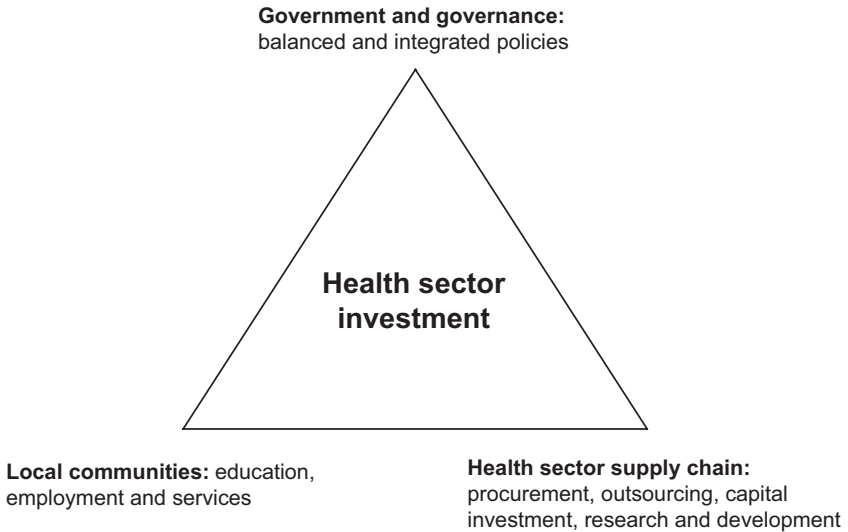 Government and governance:
balanced and integrated policies
Health sector
investment
Local communities: education,
employment and services
Health sector supply chain:
procurement, outsourcing, capital
investment, research and development